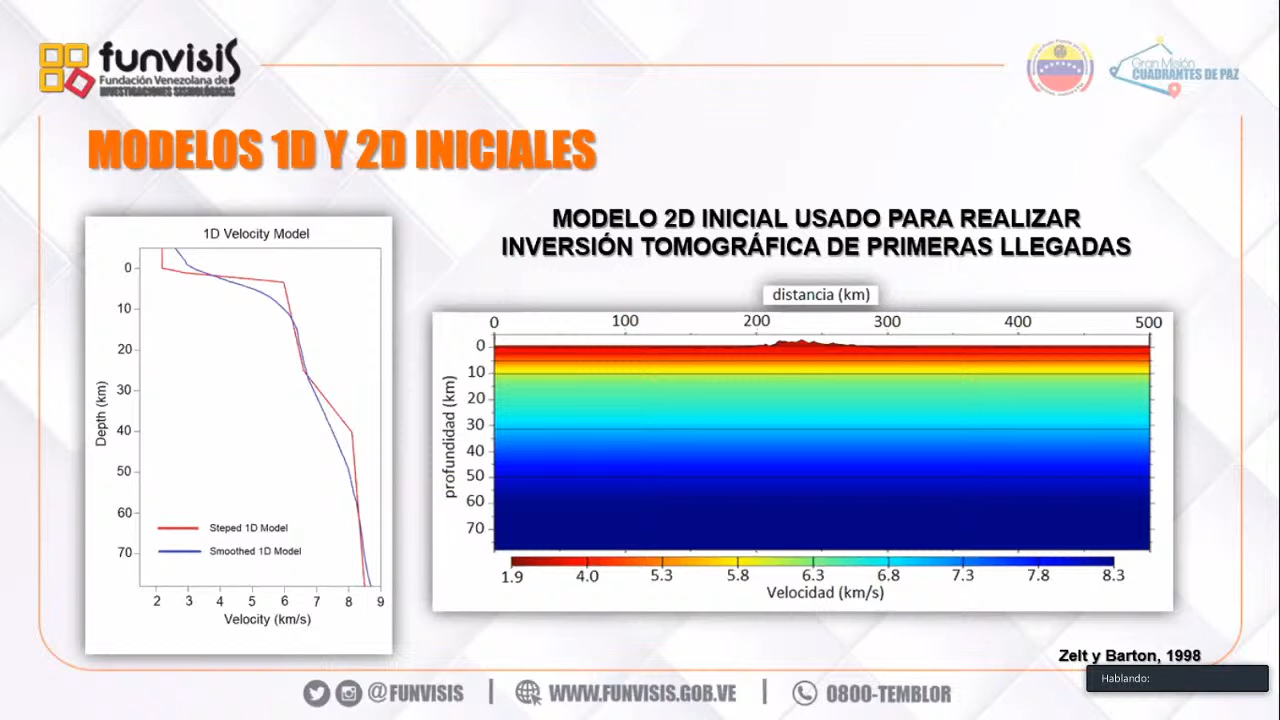 funvisis
Fundación Venezolana de
INVESTIGACIONES SISMOLÓGICAS
Gran Misión
CUADRANTES DE PAZ
MODELOS 1D Y 2D INICIALES
1D Velocity Model
0
10
20
30
40
50
60
70
Depth (km)
Steped 1D Model
Smoothed 1D Model
2 3 4 5 6 7 8 9
Velocity (km/s)
MODELO 2D INICIAL USADO PARA REALIZAR
INVERSIÓN TOMOGRÁFICA DE PRIMERAS LLEGADAS
distancia (km)
0 100 200 300 400 500
0
10
20
30
40
50
60
70
profundidad (km)
1.9 4.0 5.3 5.8 6.3 6.8 7.3 7.8 8.3
Velocidad (km/s)
Zelt y Barton, 1998
Hablando:
@FUNVISIS | WWW.FUNVISIS.GOB.VE | 0800-TEMBLOR